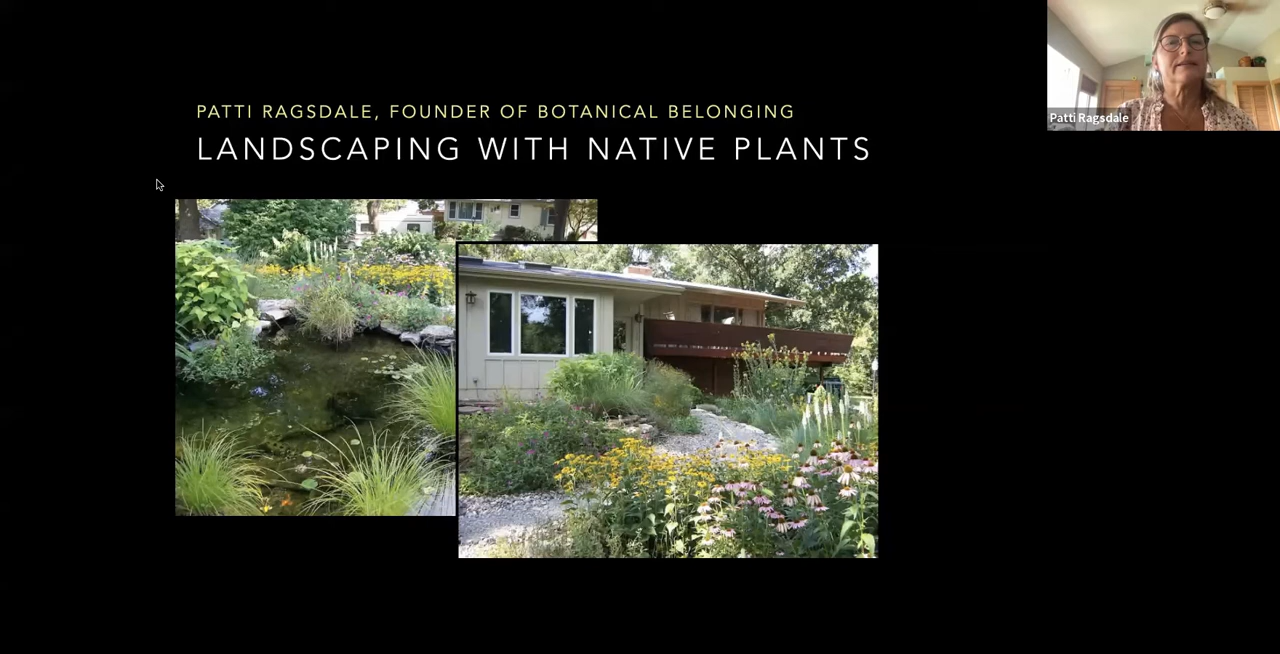 PATTI RAGSDALE, FOUNDER OF BOTANICAL BELONGING
LANDSCAPING WITH NATIVE PLANTS
Patti Ragsdale